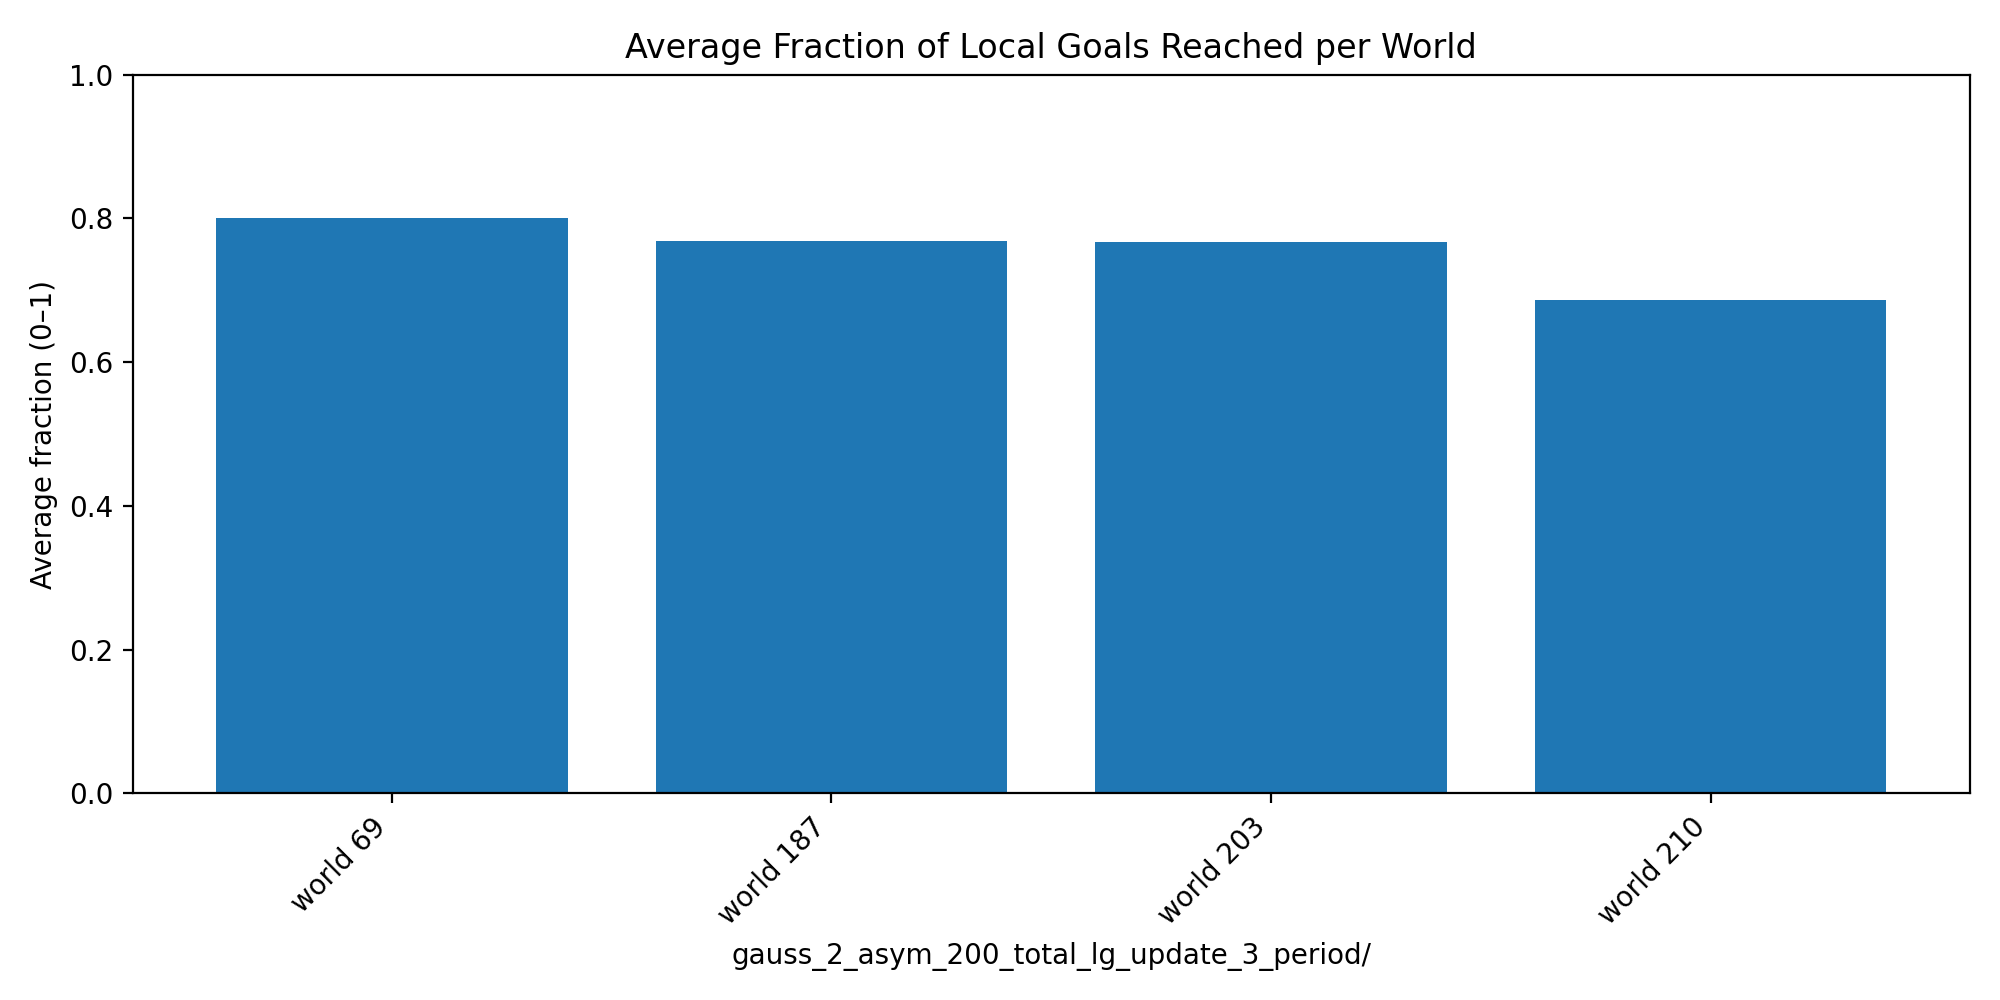 Average Fraction of Local Goals Reached per World
Average fraction (0–1)
1.0
0.8
0.6
0.4
0.2
0.0
world 69
world 187
world 203
world 210
gauss_2_asym_200_total_lg_update_3_period/